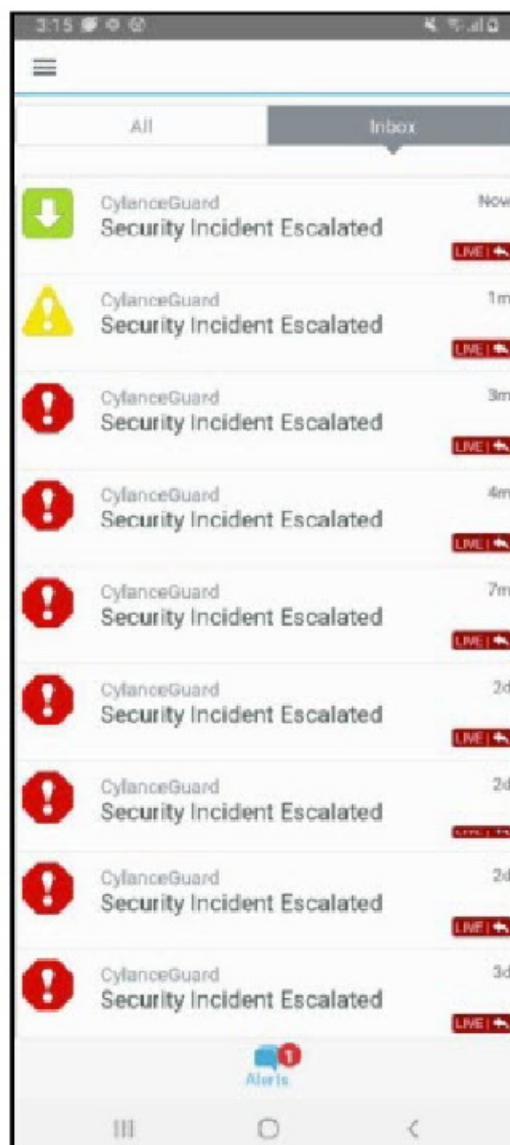 3:15
All
Inbox
CylanceGuard
Now
Security Incident Escalated
LIVE
CylanceGuard
1m
Security Incident Escalated
LIVE
CylanceGuard
3m
Security Incident Escalated
LIVE
CylanceGuard
4m
Security Incident Escalated
LIVE
CylanceGuard
7m
Security Incident Escalated
LIVE
CylanceGuard
2d
Security Incident Escalated
LIVE
CylanceGuard
2d
Security Incident Escalated
LIVE
CylanceGuard
2d
Security Incident Escalated
LIVE
CylanceGuard
3d
Security Incident Escalated
LIVE
1
Alerts